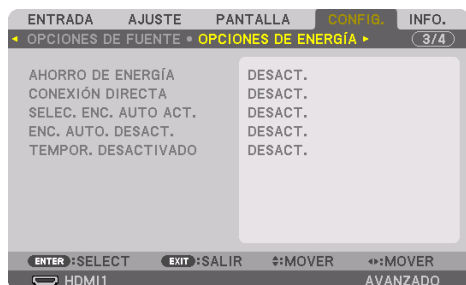 ENTRADA AJUSTE PANTALLA CONFIG. INFO.
◂ OPCIONES DE FUENTE • OPCIONES DE ENERGÍA ▸ 3/4
AHORRO DE ENERGÍA DESACT.
CONEXIÓN DIRECTA DESACT.
SELEC. ENC. AUTO ACT. DESACT.
ENC. AUTO. DESACT. DESACT.
TEMPOR. DESACTIVADO DESACT.
ENTER :SELECT EXIT :SALIR ♦:MOVER ◂▸:MOVER
HDMI1 AVANZADO